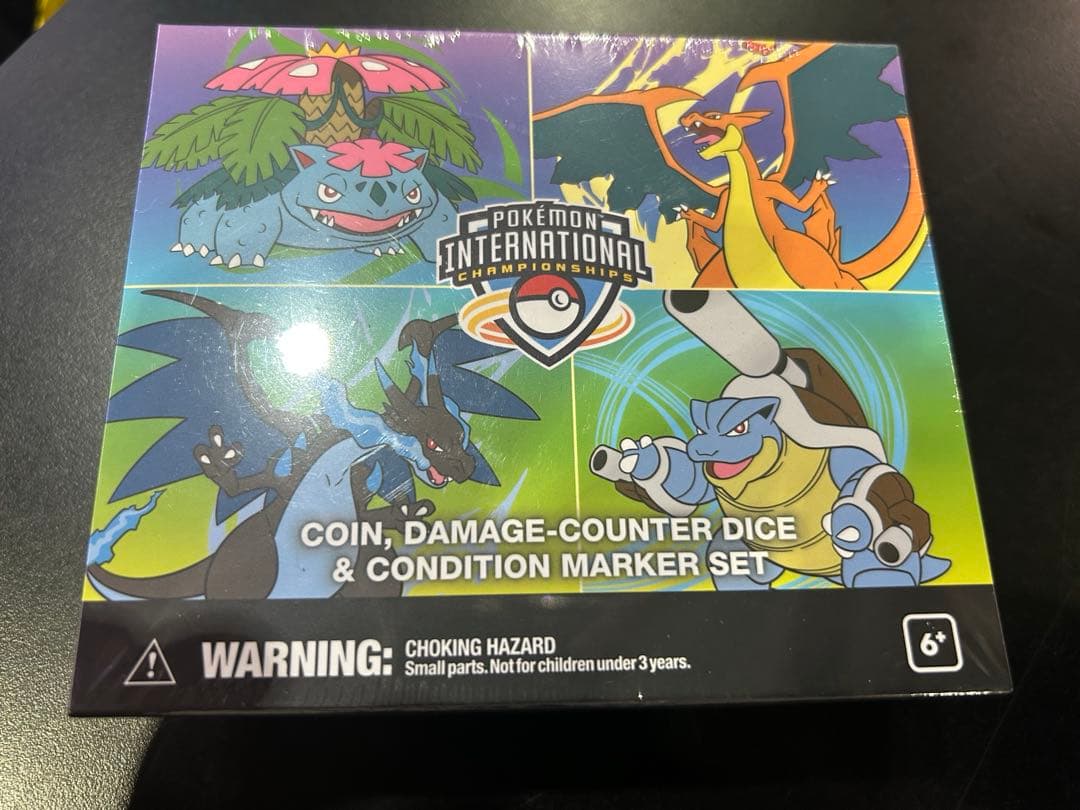 POKÉMON
INTERNATIONAL
CHAMPIONSHIPS
COIN, DAMAGE-COUNTER DICE
& CONDITION MARKER SET
WARNING: CHOKING HAZARD
Small parts. Not for children under 3 years.
6+